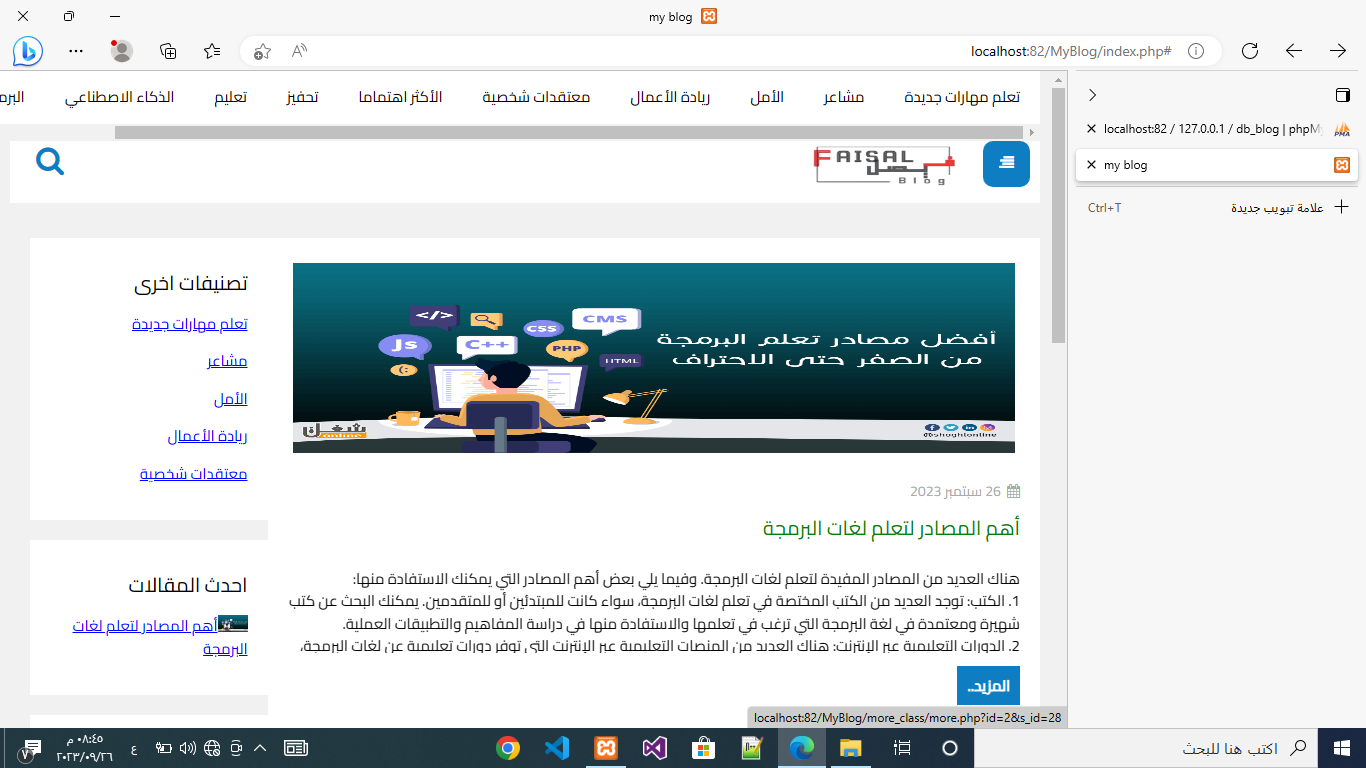 my blog
localhost:82/MyBlog/index.php#
تعلم مهارات جديدة
مشاعر
الأمل
ريادة الأعمال
معتقدات شخصية
الأكثر اهتماما
تحفيز
تعليم
الذكاء الاصطناعي
localhost:82 / 127.0.0.1 / db_blog | phpMy
PMA
my blog
علامة تبويب جديدة
Ctrl+T
FAISAL
فيصل
Blog
أفضل مصادر تعلم البرمجة
من الصفر حتى الاحتراف
</>
CSS
CMS
Js
C++
PHP
HTML
{:}
شغل
online
@shoghlonline
26 سبتمبر 2023
أهم المصادر لتعلم لغات البرمجة
هناك العديد من المصادر المفيدة لتعلم لغات البرمجة. وفيما يلي بعض أهم المصادر التي يمكنك الاستفادة منها:
1. الكتب: توجد العديد من الكتب المختصة في تعلم لغات البرمجة، سواء كانت للمبتدئين أو للمتقدمين. يمكنك البحث عن كتب
شهيرة ومعتمدة في لغة البرمجة التي ترغب في تعلمها والاستفادة منها في دراسة المفاهيم والتطبيقات العملية.
2. الدورات التعليمية عبر الإنترنت: هناك العديد من المنصات التعليمية عبر الإنترنت التي توفر دورات تعليمية عن لغات البرمجة،
المزيد..
تصنيفات اخرى
تعلم مهارات جديدة
مشاعر
الأمل
ريادة الأعمال
معتقدات شخصية
احدث المقالات
أهم المصادر لتعلم لغات
البرمجة
localhost:82/MyBlog/more_class/more.php?id=2&s_id=28
اكتب هنا للبحث
ع
٠٨:٤٥ م
٢٠٢٣/٠٩/٢٦
٧